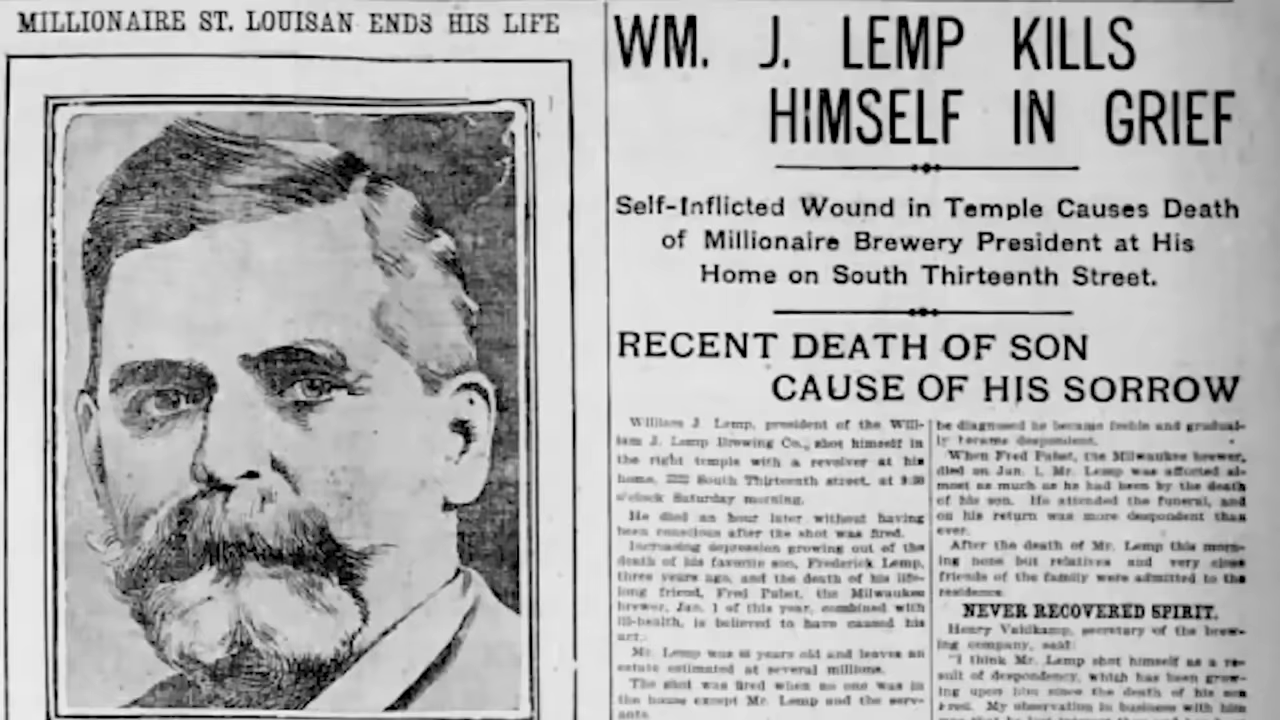 MILLIONAIRE ST. LOUISAN ENDS HIS LIFE
WM. J. LEMP KILLS
HIMSELF IN GRIEF
Self-Inflicted Wound in Temple Causes Death
of Millionaire Brewery President at His
Home on South Thirteenth Street.
RECENT DEATH OF SON
CAUSE OF HIS SORROW
William J. Lemp, president of the Will-
iam J. Lemp Brewing Co., shot himself in
the right temple with a revolver at his
home, South Thirteenth street, at
o'clock Saturday morning.
He died an hour later without having
been conscious after the shot was fired.
Increasing depression growing out of the
death of his favorite son, Frederick Lemp,
three years ago, and the death of his life-
long friend, Fred Pabst, the Milwaukee
brewer, Jan. 1 of this year, combined with
ill-health, is believed to have caused his
act.
Mr. Lemp was years old and leaves an
estate estimated at several millions.
The shot was fired when no one was in
the house except Mr. Lemp and the serv-
ants.
be diagnosed he became feeble and gradual-
ly became despondent.
When Fred Pabst, the Milwaukee brewer,
died on Jan. 1, Mr. Lemp was affected al-
most as much as he had been by the death
of his son. He attended the funeral, and
on his return was more despondent than
ever.
After the death of Mr. Lemp this morn-
ing none but relatives and very close
friends of the family were admitted to the
residence.
NEVER RECOVERED SPIRIT.
Henry Vahlkamp, secretary of the brew-
ing company, said:
"I think Mr. Lemp shot himself as a re-
sult of despondency, which has been grow-
ing upon him since the death of his son
Fred. My observation in business with him